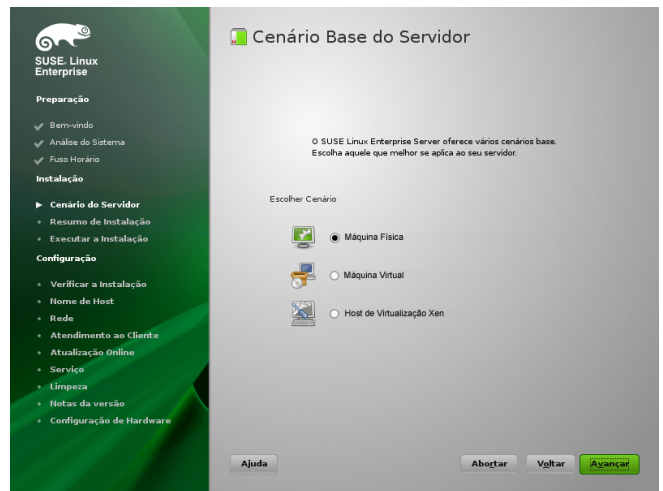 SUSE. Linux
Enterprise
Preparação
Bem-vindo
Análise do Sistema
Fuso Horário
Instalação
Cenário do Servidor
Resumo de Instalação
Executar a Instalação
Configuração
Verificar a Instalação
Nome de Host
Rede
Atendimento ao Cliente
Atualização Online
Serviço
Limpeza
Notas da versão
Configuração de Hardware
Cenário Base do Servidor
O SUSE Linux Enterprise Server oferece vários cenários base.
Escolha aquele que melhor se aplica ao seu servidor.
Escolher Cenário
Máquina Física
Máquina Virtual
Host de Virtualização Xen
Ajuda
Abortar
Voltar
Avançar